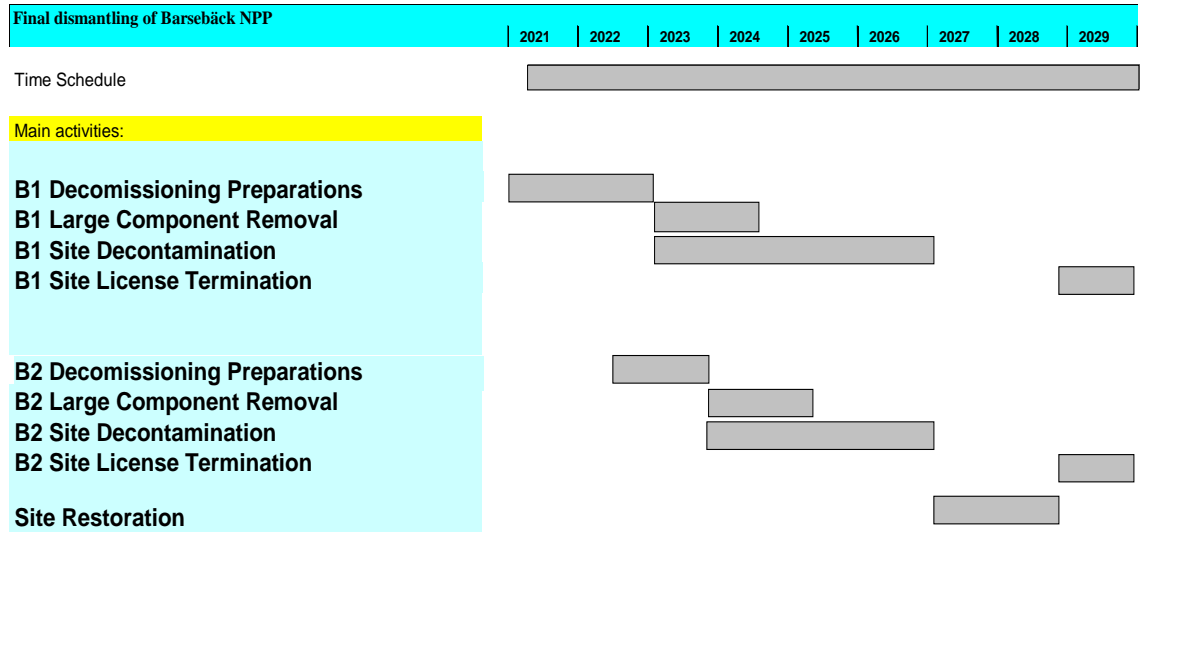 Final dismantling of Barsebäck NPP
2021 2022 2023 2024 2025 2026 2027 2028 2029
Time Schedule
Main activities:
B1 Decomissioning Preparations
B1 Large Component Removal
B1 Site Decontamination
B1 Site License Termination
B2 Decomissioning Preparations
B2 Large Component Removal
B2 Site Decontamination
B2 Site License Termination
Site Restoration